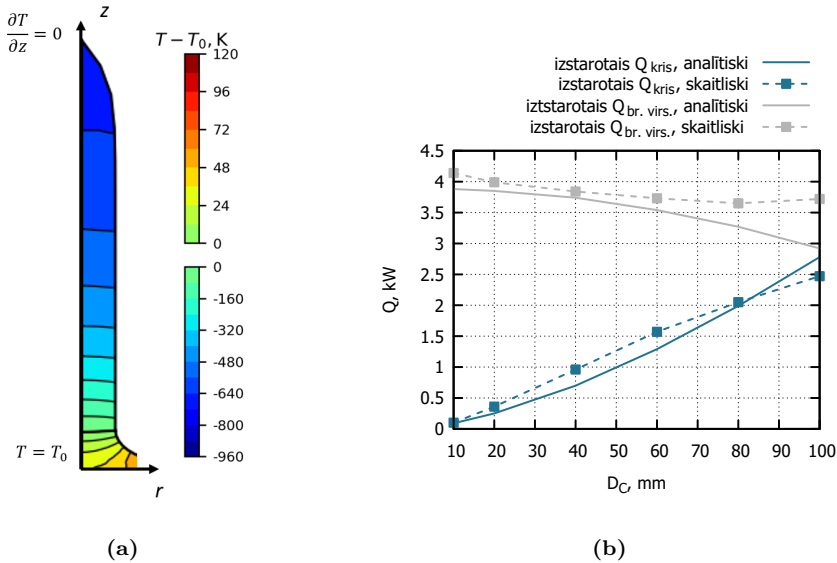 ∂T/∂z = 0
z
T − T₀, K
120
96
72
48
24
0
0
-160
-320
-480
-640
-800
-960
T = T₀
r
(a)
izstarotais Q kris, analītiski
izstarotais Q kris, skaitliski
iztstarotais Q br. virs., analītiski
izstarotais Q br. virs., skaitliski
4.5
4
3.5
3
2.5
2
1.5
1
0.5
0
Q, kW
10 20 30 40 50 60 70 80 90 100
D_C, mm
(b)